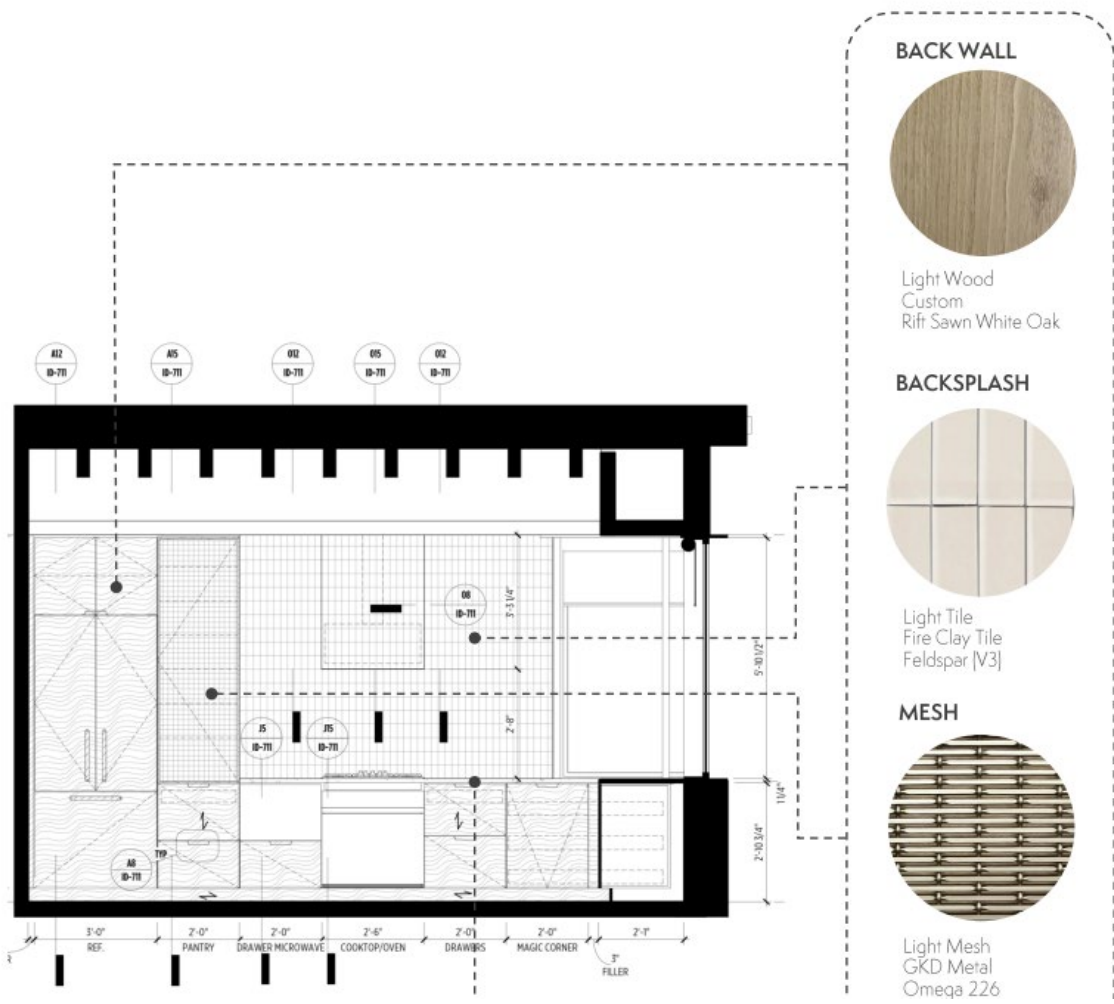 BACK WALL
Light Wood
Custom
Rift Sawn White Oak
BACKSPLASH
Light Tile
Fire Clay Tile
Feldspar (V3)
MESH
Light Mesh
GKD Metal
Omega 226
A12
ID-711
A15
ID-711
012
ID-711
015
ID-711
012
ID-711
3'-3 1/4"
08
ID-711
5'-10 1/2"
2'-8"
J5
ID-711
J15
ID-711
1 1/4"
2'-10 3/4"
TYP
A8
ID-711
3'-0"
2'-0"
2'-0"
2'-6"
2'-0"
2'-0"
2'-1"
REF.
PANTRY
DRAWER MICROWAVE
COOKTOP/OVEN
DRAWERS
MAGIC CORNER
3"
FILLER
R